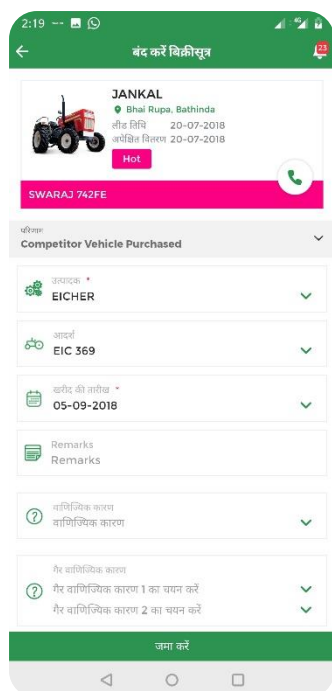 2:19
4G
बंद करें बिक्रीसूत्र
23
JANKAL
Bhai Rupa, Bathinda
लीड तिथि 20-07-2018
अपेक्षित वितरण 20-07-2018
Hot
SWARAJ 742FE
परिणाम
Competitor Vehicle Purchased
उत्पादक *
EICHER
आदर्श
EIC 369
खरीद की तारीख *
05-09-2018
Remarks
Remarks
वाणिज्यिक कारण
वाणिज्यिक कारण
गैर वाणिज्यिक कारण
गैर वाणिज्यिक कारण 1 का चयन करें
गैर वाणिज्यिक कारण 2 का चयन करें
जमा करें